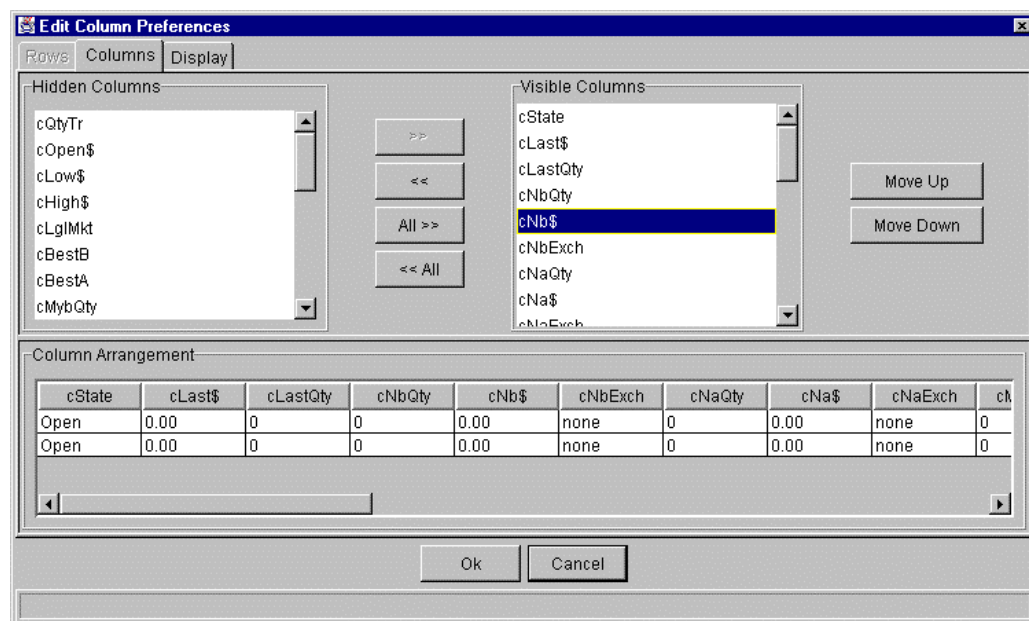 Edit Column Preferences
Rows Columns Display
Hidden Columns
cQtyTr
cOpen$
cLow$
cHigh$
cLglMkt
cBestB
cBestA
cMybQty
>>
<<
All >>
<< All
Visible Columns
cState
cLast$
cLastQty
cNbQty
cNb$
cNbExch
cNaQty
cNa$
cNaExch
Move Up
Move Down
Column Arrangement
cState cLast$ cLastQty cNbQty cNb$ cNbExch cNaQty cNa$ cNaExch
Open 0.00 0 0 0.00 none 0 0.00 none 0
Open 0.00 0 0 0.00 none 0 0.00 none 0
Ok Cancel